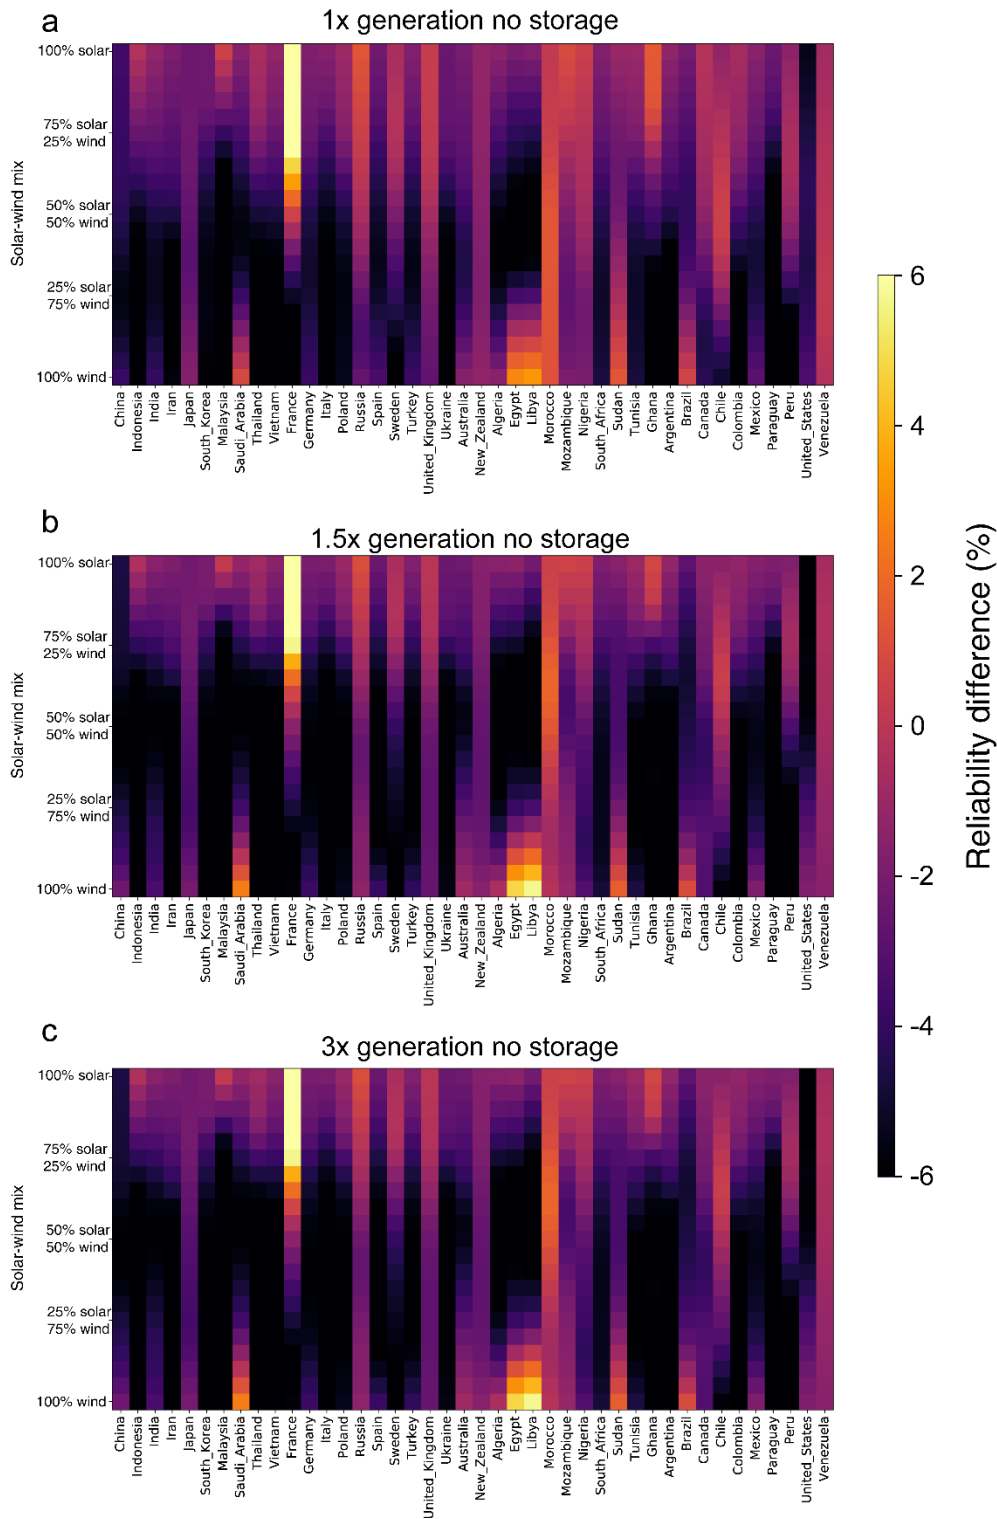 a
1x generation no storage
100% solar
75% solar
25% wind
50% solar
50% wind
25% solar
75% wind
100% wind
Solar-wind mix
China
Indonesia
India
Iran
Japan
South_Korea
Malaysia
Saudi_Arabia
Thailand
Vietnam
France
Germany
Italy
Poland
Russia
Spain
Sweden
Turkey
United_Kingdom
Ukraine
Australia
New_Zealand
Algeria
Egypt
Libya
Morocco
Mozambique
Nigeria
South_Africa
Sudan
Tunisia
Ghana
Argentina
Brazil
Canada
Chile
Colombia
Mexico
Paraguay
Peru
United_States
Venezuela
b
1.5x generation no storage
100% solar
75% solar
25% wind
50% solar
50% wind
25% solar
75% wind
100% wind
Solar-wind mix
China
Indonesia
India
Iran
Japan
South_Korea
Malaysia
Saudi_Arabia
Thailand
Vietnam
France
Germany
Italy
Poland
Russia
Spain
Sweden
Turkey
United_Kingdom
Ukraine
Australia
New_Zealand
Algeria
Egypt
Libya
Morocco
Mozambique
Nigeria
South_Africa
Sudan
Tunisia
Ghana
Argentina
Brazil
Canada
Chile
Colombia
Mexico
Paraguay
Peru
United_States
Venezuela
c
3x generation no storage
100% solar
75% solar
25% wind
50% solar
50% wind
25% solar
75% wind
100% wind
Solar-wind mix
China
Indonesia
India
Iran
Japan
South_Korea
Malaysia
Saudi_Arabia
Thailand
Vietnam
France
Germany
Italy
Poland
Russia
Spain
Sweden
Turkey
United_Kingdom
Ukraine
Australia
New_Zealand
Algeria
Egypt
Libya
Morocco
Mozambique
Nigeria
South_Africa
Sudan
Tunisia
Ghana
Argentina
Brazil
Canada
Chile
Colombia
Mexico
Paraguay
Peru
United_States
Venezuela
6
4
2
0
-2
-4
-6
Reliability difference (%)